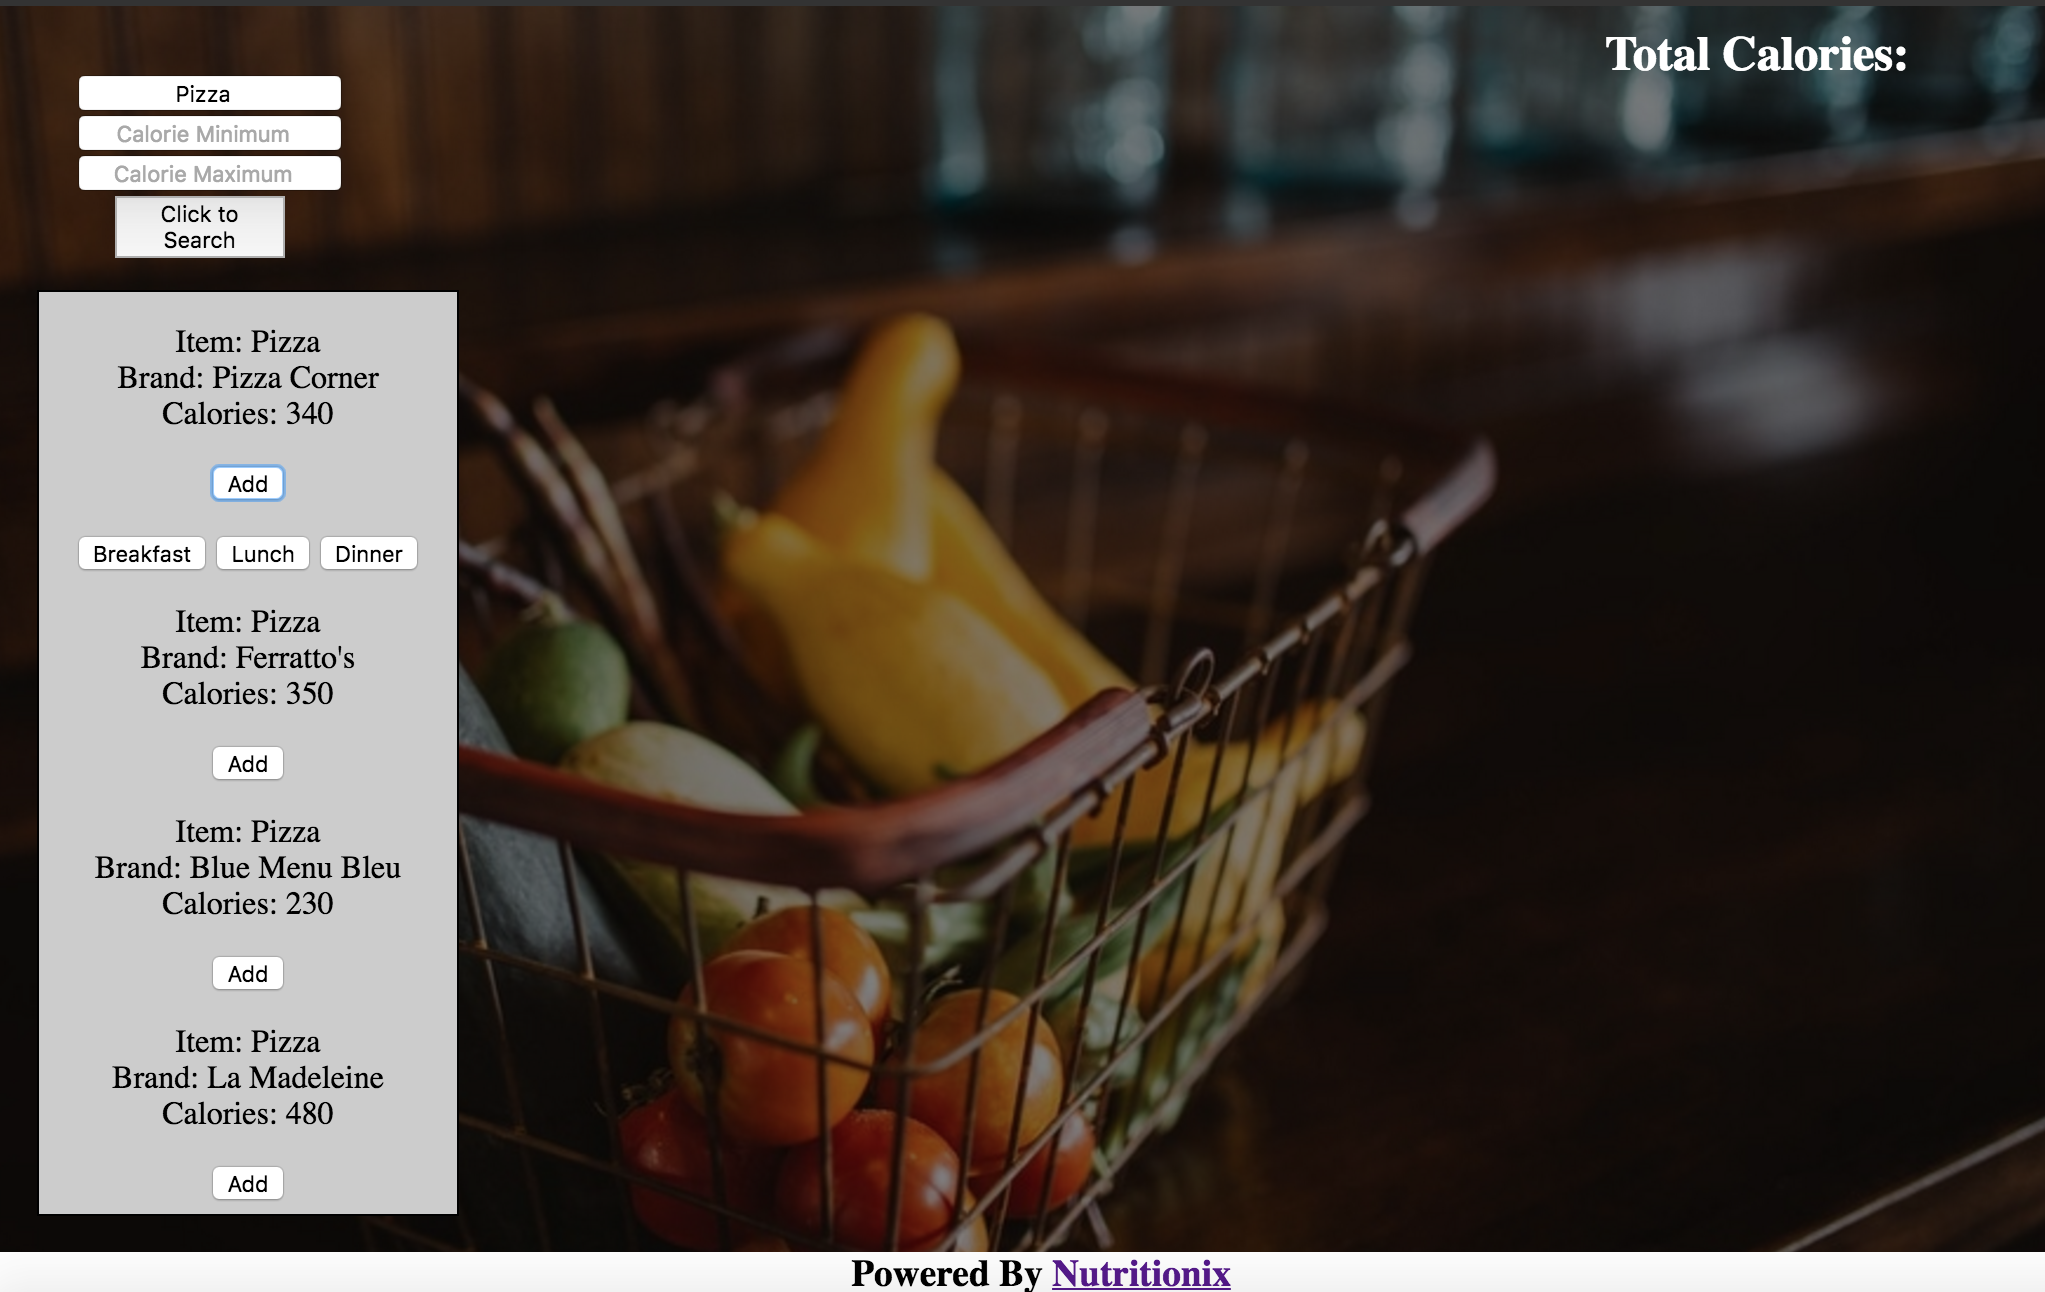 Total Calories:
Pizza
Calorie Minimum
Calorie Maximum
Click to
Search
Item: Pizza
Brand: Pizza Corner
Calories: 340
Add
Breakfast Lunch Dinner
Item: Pizza
Brand: Ferratto's
Calories: 350
Add
Item: Pizza
Brand: Blue Menu Bleu
Calories: 230
Add
Item: Pizza
Brand: La Madeleine
Calories: 480
Add
Powered By Nutritionix